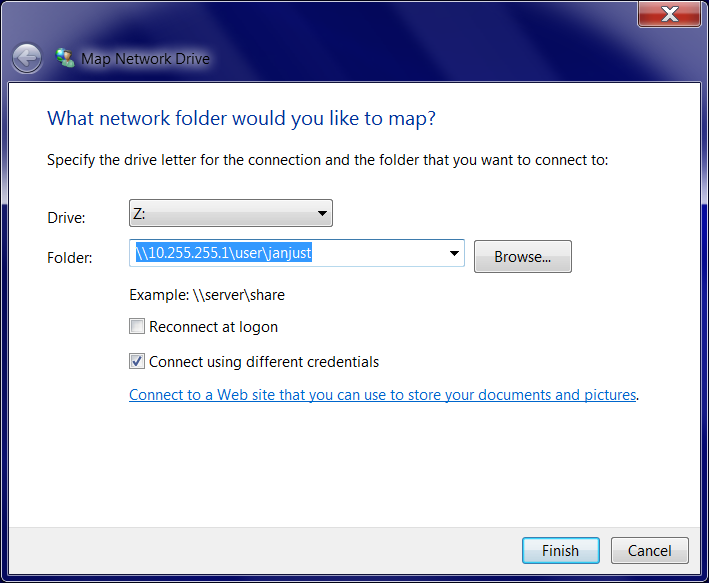 Map Network Drive
What network folder would you like to map?
Specify the drive letter for the connection and the folder that you want to connect to:
Drive: Z:
Folder: \\10.255.255.1\user\janjust Browse...
Example: \\server\share
Reconnect at logon
Connect using different credentials
Connect to a Web site that you can use to store your documents and pictures.
Finish Cancel